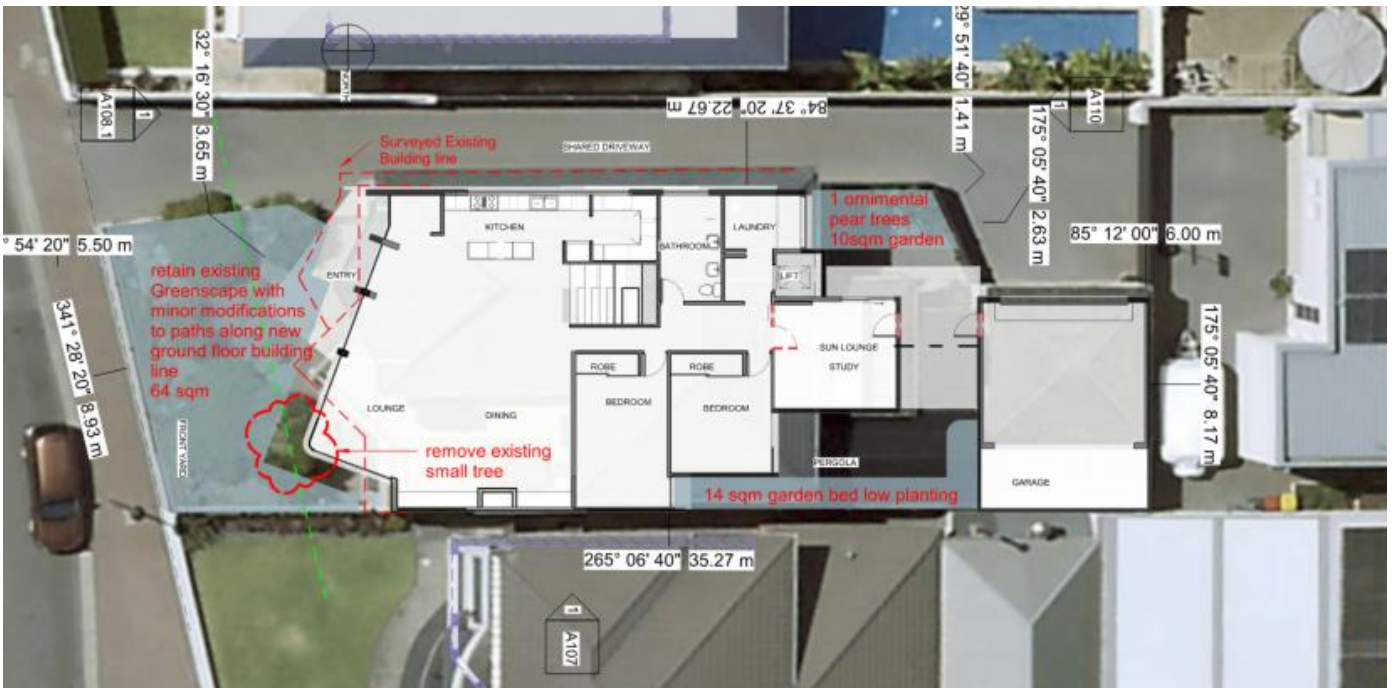 32° 16' 30" 3.65 m
NORTH
A108.1
1
Surveyed Existing
Building line
SHARED DRIVEWAY
84° 37' 20" 22.67 m
29° 51' 40" 1.41 m
A110
1
175° 05' 40" 2.63 m
85° 12' 00" 6.00 m
° 54' 20" 5.50 m
341° 28' 20" 8.93 m
retain existing
Greenscape with
minor modifications
to paths along new
ground floor building
line
64 sqm
FRONT YARD
ENTRY
KITCHEN
BATHROOM
LAUNDRY
LIFT
1 ornimental
pear trees
10sqm garden
SUN LOUNGE
STUDY
ROBE
ROBE
BEDROOM
BEDROOM
LOUNGE
DINING
remove existing
small tree
PERGOLA
14 sqm garden bed low planting
GARAGE
175° 05' 40" 8.17 m
265° 06' 40" 35.27 m
1
A107